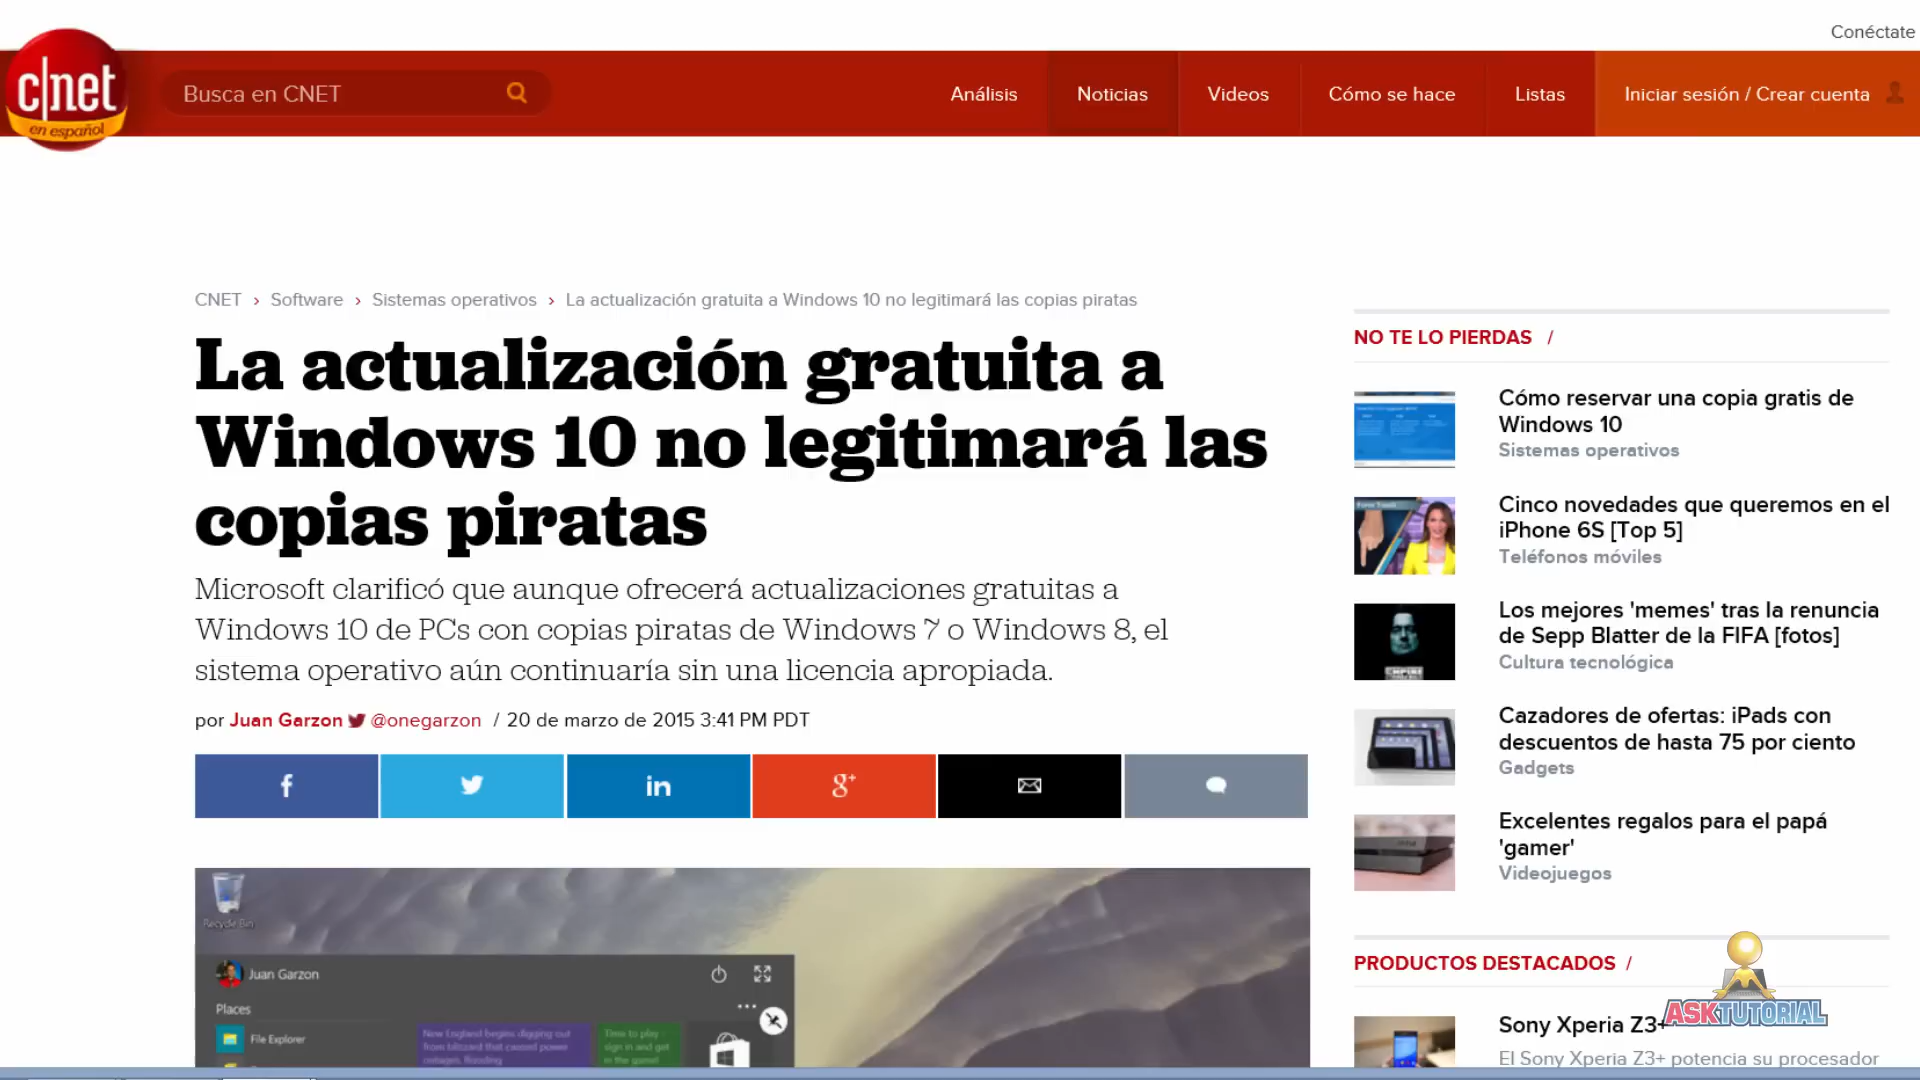 Conéctate
c|net
en español
Busca en CNET
Análisis
Noticias
Videos
Cómo se hace
Listas
Iniciar sesión / Crear cuenta
CNET › Software › Sistemas operativos › La actualización gratuita a Windows 10 no legitimará las copias piratas
La actualización gratuita a
Windows 10 no legitimará las
copias piratas
Microsoft clarificó que aunque ofrecerá actualizaciones gratuitas a
Windows 10 de PCs con copias piratas de Windows 7 o Windows 8, el
sistema operativo aún continuaría sin una licencia apropiada.
por Juan Garzon @onegarzon / 20 de marzo de 2015 3:41 PM PDT
f
in
g+
Recycle Bin
Juan Garzon
Places
File Explorer
New England begins digging out
from blizzard that caused power
outages, flooding
Time to play -
sign in and get
in the game!
NO TE LO PIERDAS /
Cómo reservar una copia gratis de
Windows 10
Sistemas operativos
Cinco novedades que queremos en el
iPhone 6S [Top 5]
Teléfonos móviles
Los mejores 'memes' tras la renuncia
de Sepp Blatter de la FIFA [fotos]
Cultura tecnológica
Cazadores de ofertas: iPads con
descuentos de hasta 75 por ciento
Gadgets
Excelentes regalos para el papá
'gamer'
Videojuegos
PRODUCTOS DESTACADOS /
Sony Xperia Z3+
El Sony Xperia Z3+ potencia su procesador
ASKTUTORIAL